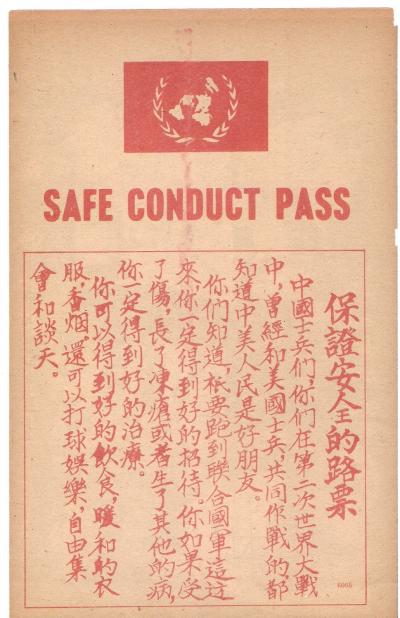 SAFE CONDUCT PASS
保證安全的路票
中國士兵們,你們在第二次世界大戰
中,曾經和美國士兵,共同作戰的,都
知道中美人民是好朋友。
你們知道,祇要跑到聯合國軍這边
來,你一定得到好的招待。你如果受
了傷,長了凍瘡或者生了其他的病,
你一定得到好的治療。
你可以得到好的飲食,暖和的衣
服,香烟,還可以打球娛樂,自由集
會和談天。